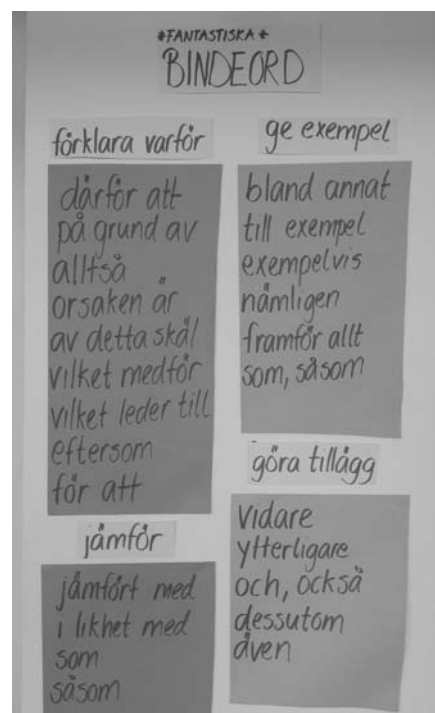 *FANTASTISKA*
BINDEORD
förklara varför
därför att
på grund av
alltså
orsaken är
av detta skäl
vilket medför
vilket leder till
eftersom
för att
jämför
jämfört med
i likhet med
som
såsom
ge exempel
bland annat
till exempel
exempelvis
nämligen
framför allt
som, såsom
göra tillägg
vidare
ytterligare
och, också
dessutom
även